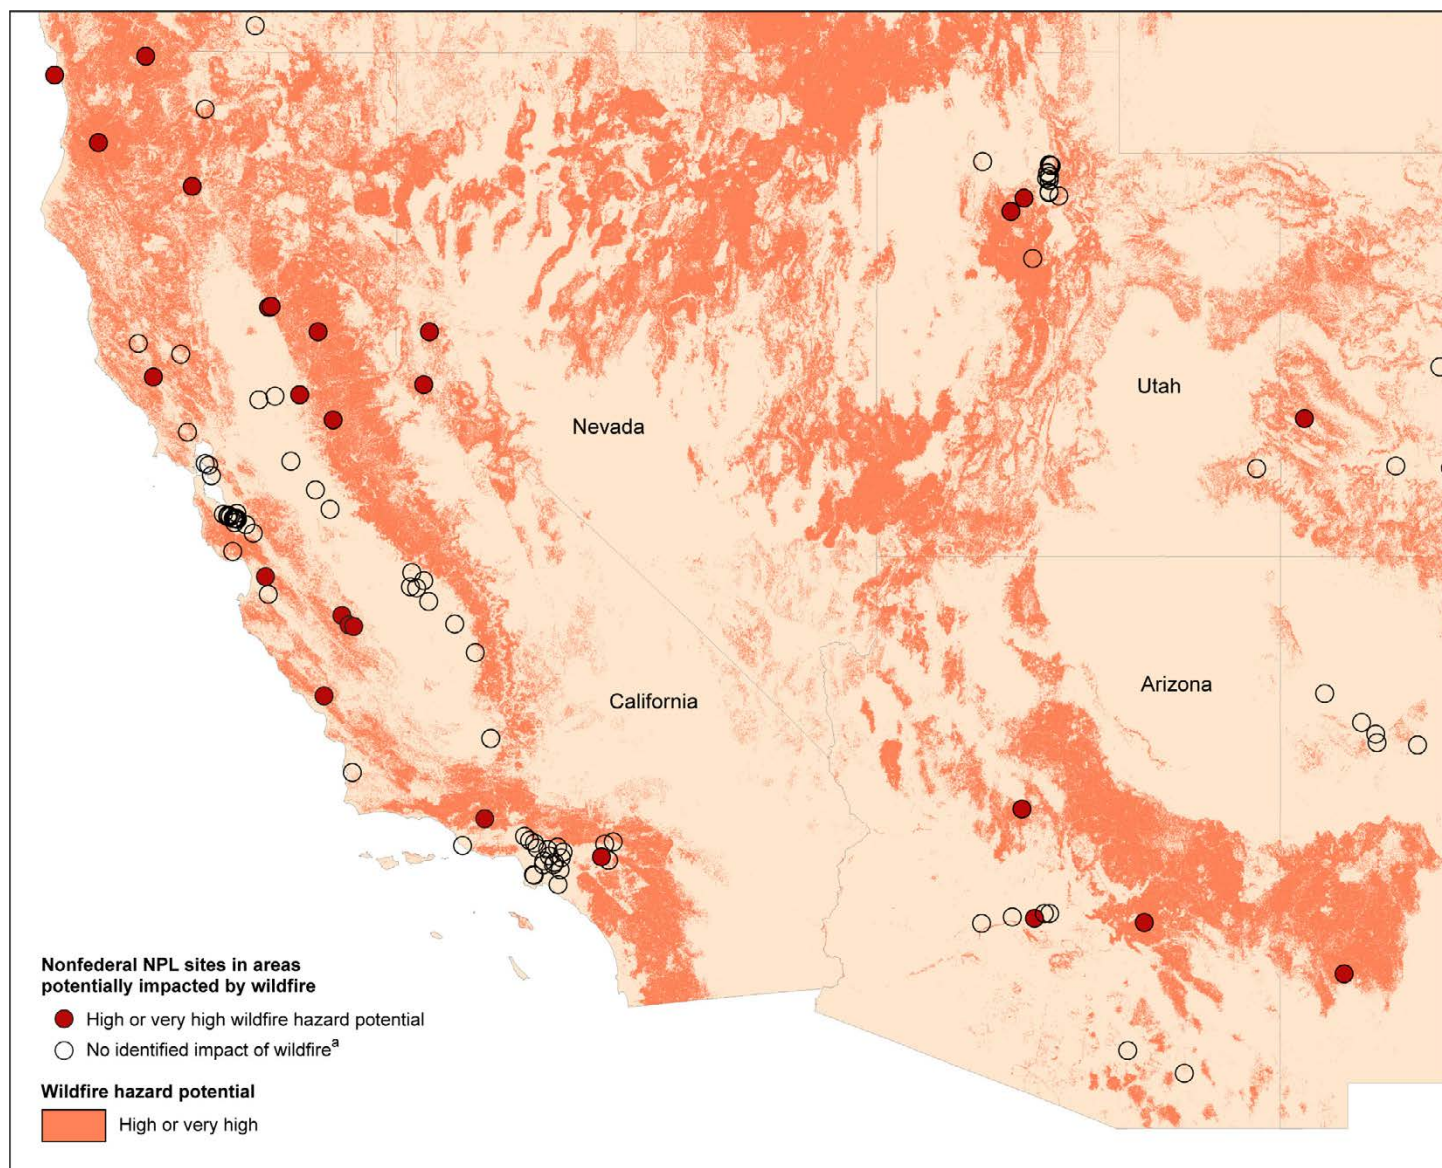 Utah
Nevada
Arizona
California
Nonfederal NPL sites in areas
potentially impacted by wildfire
High or very high wildfire hazard potential
No identified impact of wildfireᵃ
Wildfire hazard potential
High or very high